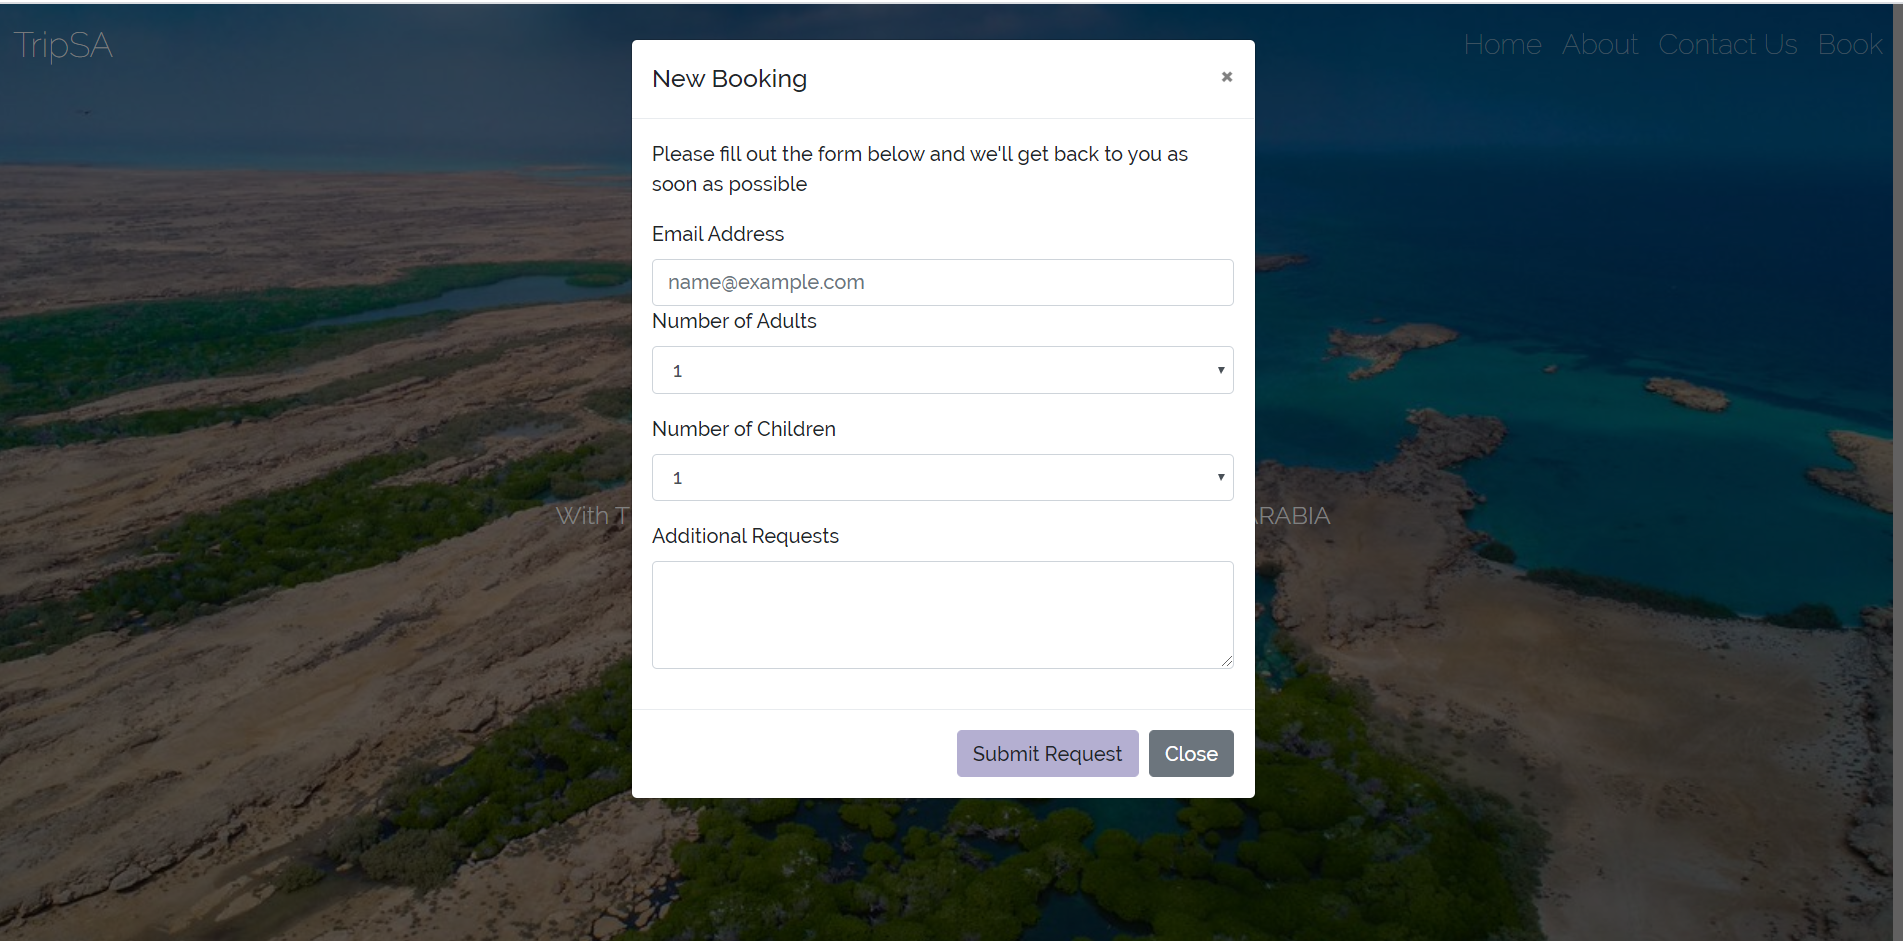 TripSA
Home About Contact Us Book
New Booking
×
Please fill out the form below and we'll get back to you as
soon as possible
Email Address
name@example.com
Number of Adults
1
Number of Children
1
With T
ARABIA
Additional Requests
Submit Request Close